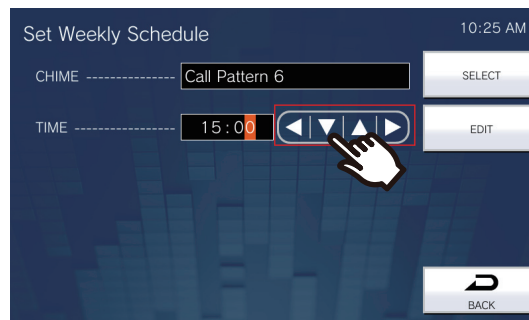 Set Weekly Schedule
10:25 AM
CHIME --------------- Call Pattern 6
SELECT
TIME ----------------- 15:00
EDIT
BACK